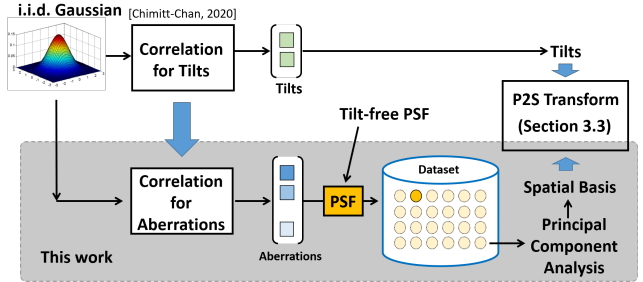 i.i.d. Gaussian
[Chimitt-Chan, 2020]
Correlation
for Tilts
Tilts
Tilts
P2S Transform
(Section 3.3)
Tilt-free PSF
Correlation
for
Aberrations
Aberrations
PSF
Dataset
Spatial Basis
Principal
Component
Analysis
This work